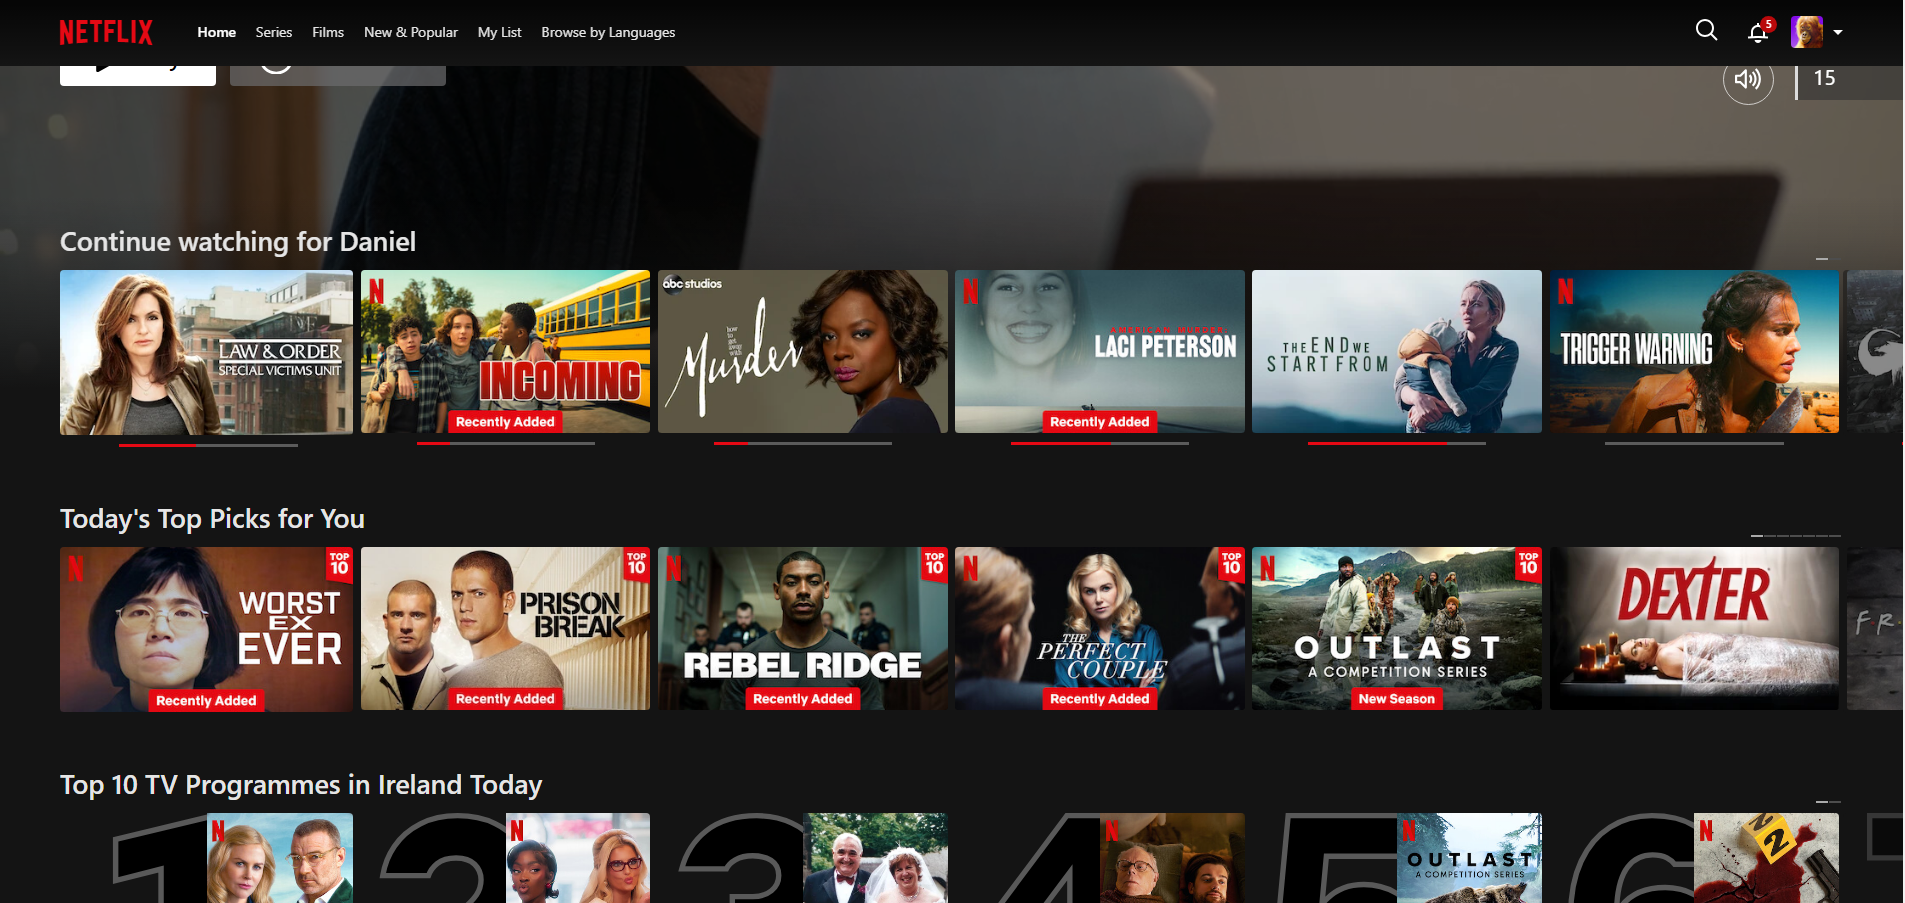 NETFLIX
Home Series Films New & Popular My List Browse by Languages
5
15
Continue watching for Daniel
LAW & ORDER
SPECIAL VICTIMS UNIT
N
INCOMING
Recently Added
abc studios
how to get away with
Murder
N
AMERICAN MURDER
LACI PETERSON
Recently Added
THE END WE
START FROM
N
TRIGGER WARNING
Today's Top Picks for You
N
TOP
10
WORST
EX
EVER
Recently Added
TOP
10
PRISON
BREAK
Recently Added
N
TOP
10
REBEL RIDGE
Recently Added
N
TOP
10
THE
PERFECT
COUPLE
Recently Added
N
TOP
10
OUTLAST
A COMPETITION SERIES
New Season
DEXTER
FR
Top 10 TV Programmes in Ireland Today
1
N
2
N
3
4
N
5
N
OUTLAST
A COMPETITION SERIES
6
N
2